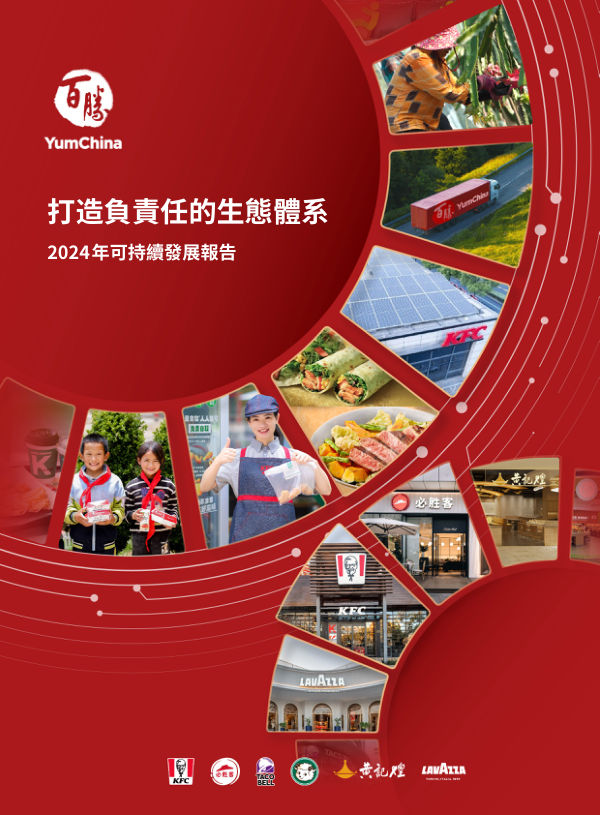 百勝
YumChina
打造負責任的生態體系
2024年可持續發展報告
百勝 YumChina
KFC
K
必胜客
黄記煌
KFC
LAVAZZA
KFC
必胜客
TACO
BELL
黄記煌
LAVAZZA